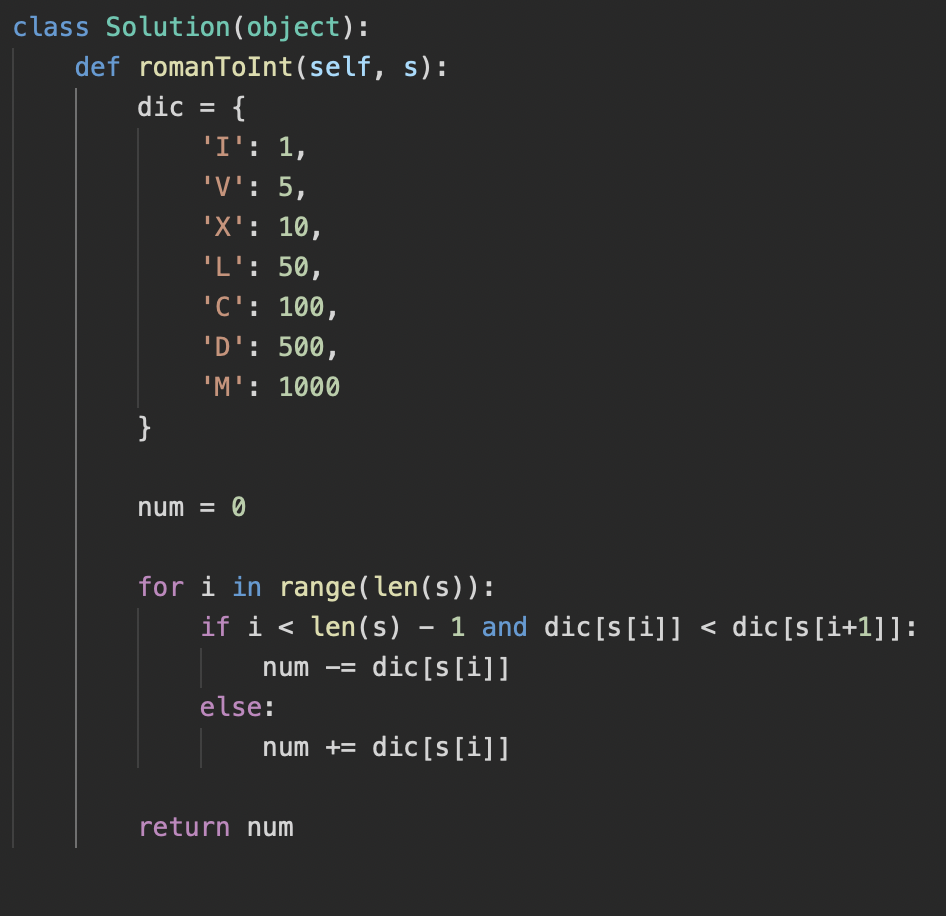 class Solution(object):
    def romanToInt(self, s):
        dic = {
            'I': 1,
            'V': 5,
            'X': 10,
            'L': 50,
            'C': 100,
            'D': 500,
            'M': 1000
        }

        num = 0

        for i in range(len(s)):
            if i < len(s) - 1 and dic[s[i]] < dic[s[i+1]]:
                num -= dic[s[i]]
            else:
                num += dic[s[i]]

        return num